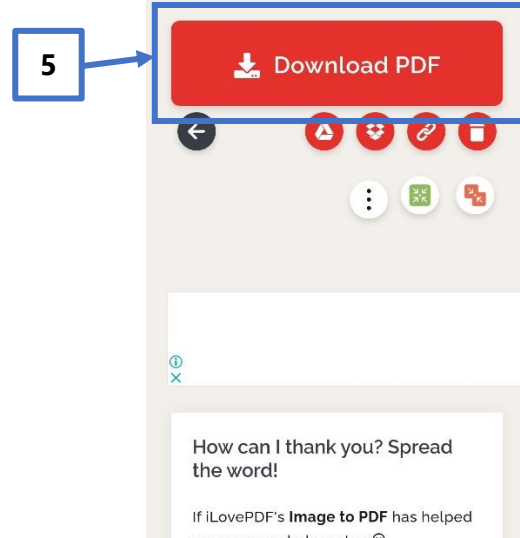 5
Download PDF
How can I thank you? Spread
the word!
If iLovePDF's Image to PDF has helped